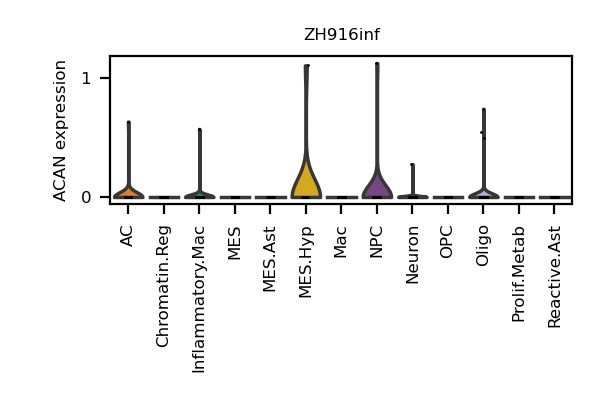 ZH916inf
ACAN expression
1
0
AC
Chromatin.Reg
Inflammatory.Mac
MES
MES.Ast
MES.Hyp
Mac
NPC
Neuron
OPC
Oligo
Prolif.Metab
Reactive.Ast